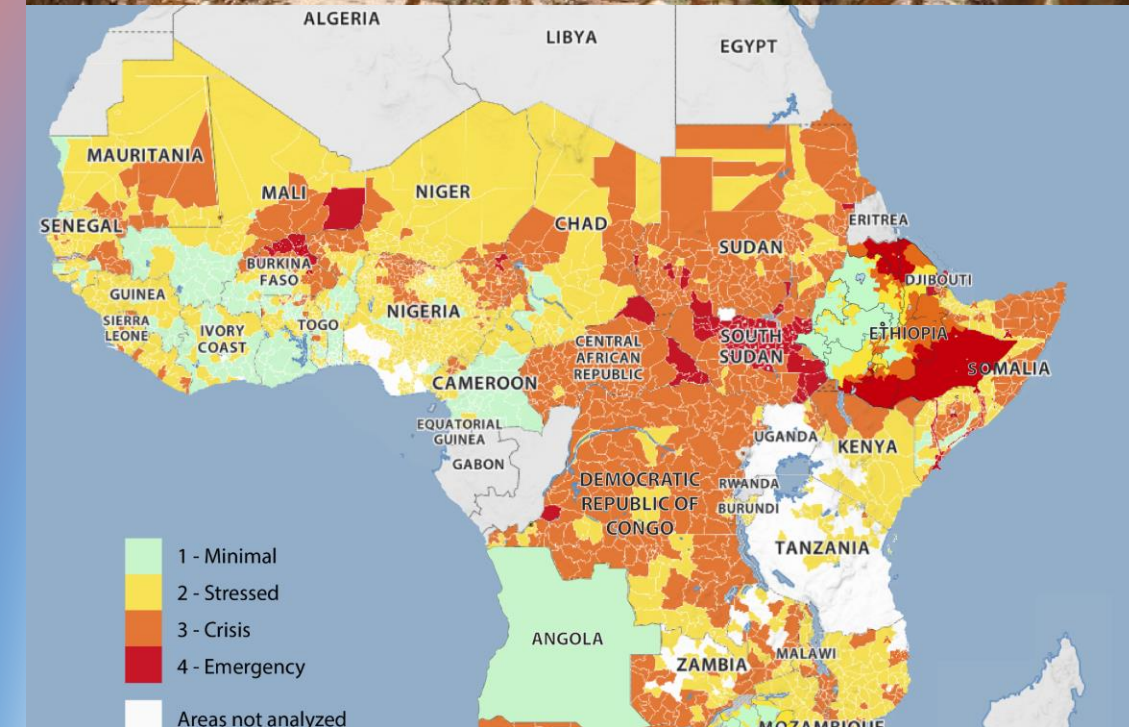 ALGERIA
LIBYA
EGYPT
MAURITANIA
MALI
NIGER
CHAD
SUDAN
ERITREA
SENEGAL
BURKINA
FASO
DJIBOUTI
GUINEA
NIGERIA
SIERRA
LEONE
IVORY
COAST
TOGO
ETHIOPIA
CENTRAL
AFRICAN
REPUBLIC
SOUTH
SUDAN
SOMALIA
CAMEROON
EQUATORIAL
GUINEA
GABON
UGANDA
KENYA
DEMOCRATIC
REPUBLIC OF
CONGO
RWANDA
BURUNDI
TANZANIA
1 - Minimal
2 - Stressed
3 - Crisis
4 - Emergency
Areas not analyzed
ANGOLA
ZAMBIA
MALAWI
MOZAMBIQUE